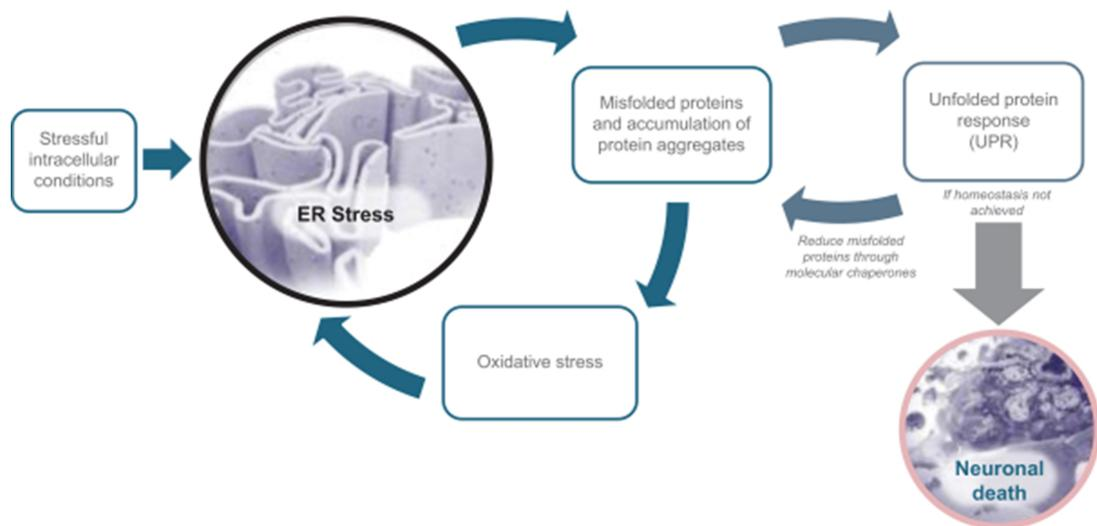 Stressful
intracellular
conditions
ER Stress
Misfolded proteins
and accumulation of
protein aggregates
Unfolded protein
response
(UPR)
If homeostasis not
achieved
Reduce misfolded
proteins through
molecular chaperones
Oxidative stress
Neuronal
death